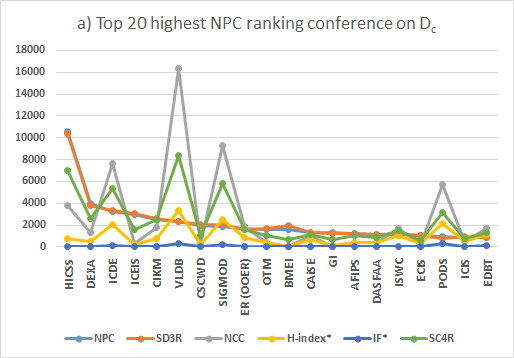 a) Top 20 highest NPC ranking conference on Dc
18000
16000
14000
12000
10000
8000
6000
4000
2000
0
HICSS
DEXA
ICDE
ICEB
CIKM
VLDB
CSCWD
SIGMOD
ER (OOER)
OTM
BMEI
CAiSE
GI
AFIPS
DASFAA
ISWC
ECIS
PODS
ICIS
EDBT
NPC SD3R NCC H-index* IF* SC4R